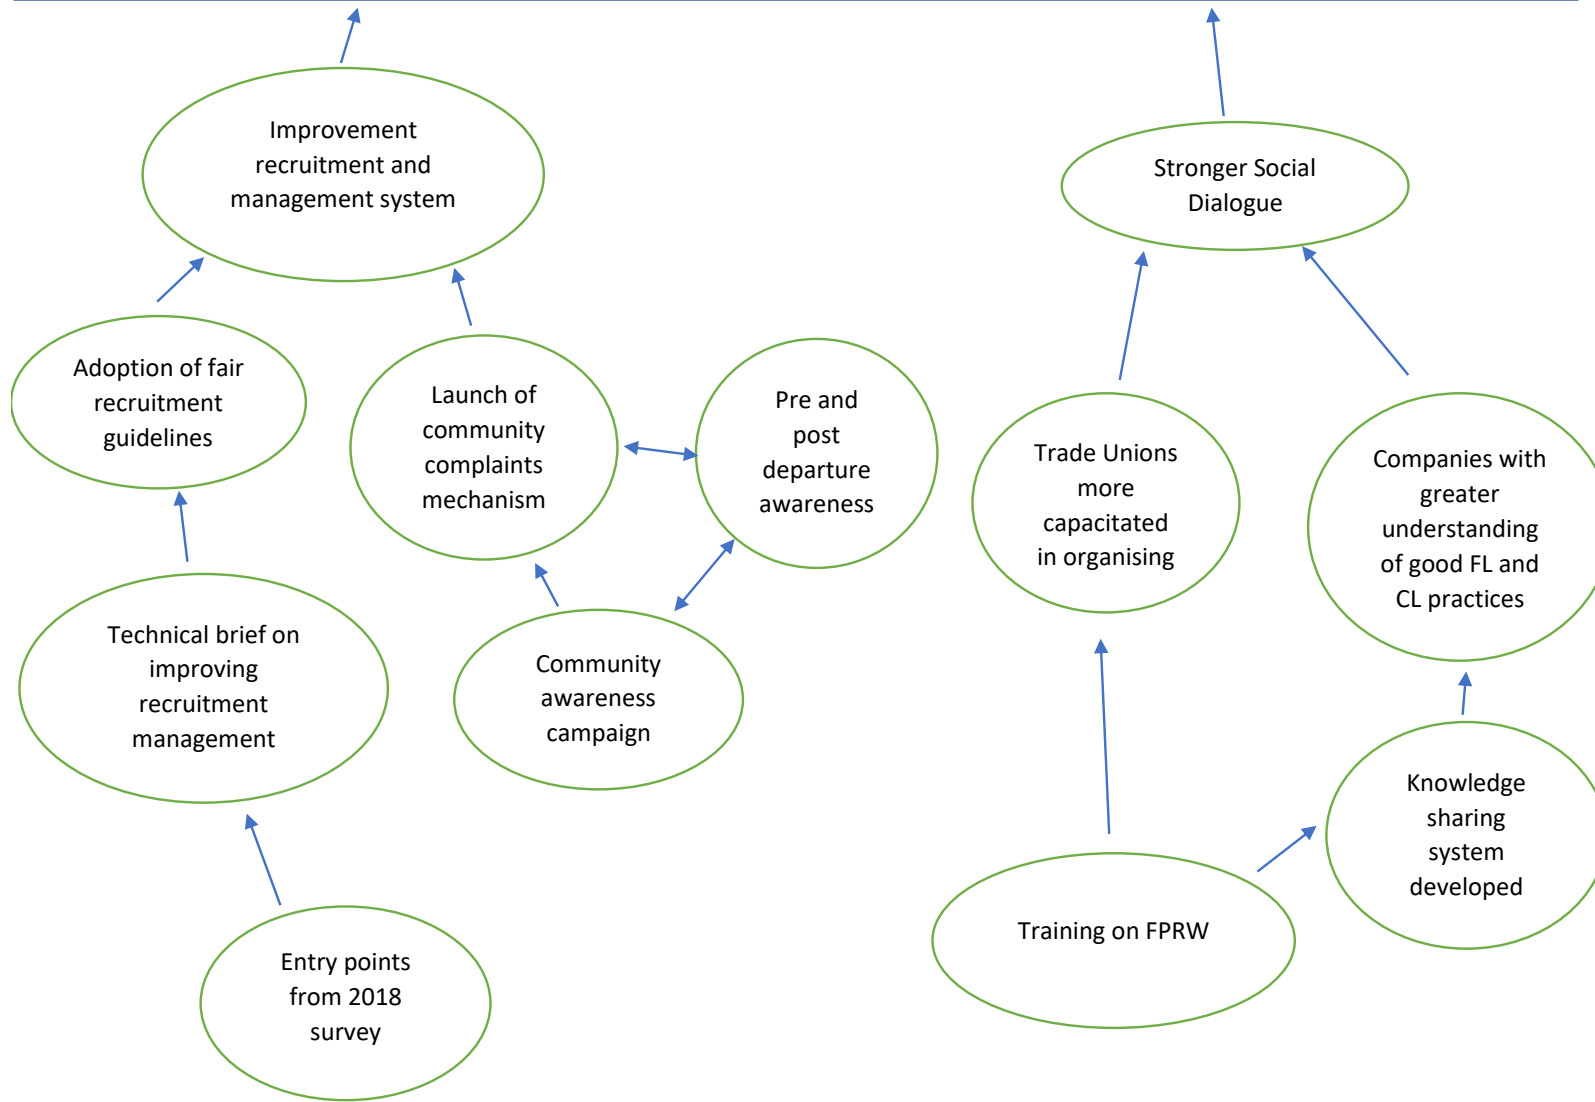 Improvement
recruitment and
management system
Stronger Social
Dialogue
Adoption of fair
recruitment
guidelines
Launch of
community
complaints
mechanism
Pre and
post
departure
awareness
Trade Unions
more
capacitated
in organising
Companies with
greater
understanding
of good FL and
CL practices
Technical brief on
improving
recruitment
management
Community
awareness
campaign
Knowledge
sharing
system
developed
Training on FPRW
Entry points
from 2018
survey